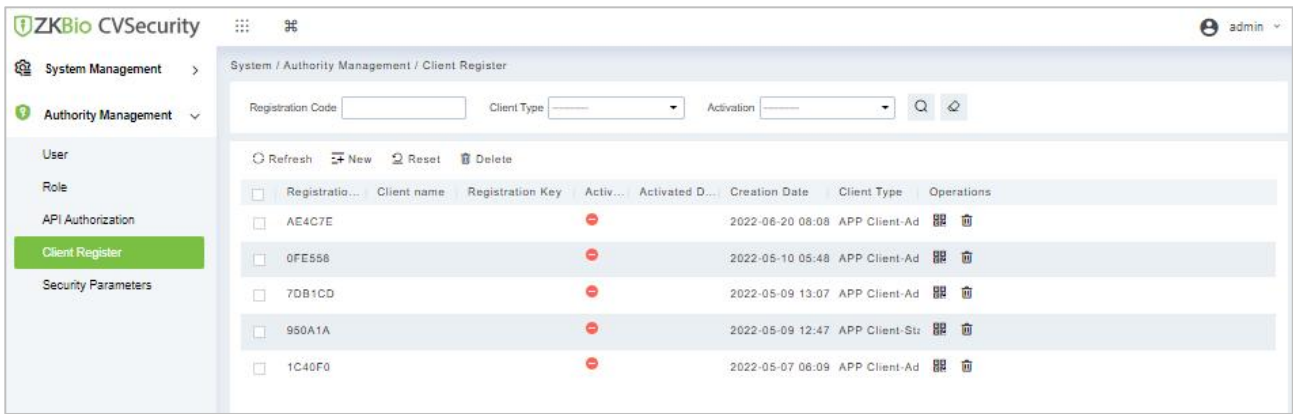 ZKBio CVSecurity
admin
System Management
System / Authority Management / Client Register
Authority Management
Registration Code Client Type ---------- Activation ----------
User
Role
API Authorization
Client Register
Security Parameters
Refresh New Reset Delete
Registratio... Client name Registration Key Activ... Activated D... Creation Date Client Type Operations
AE4C7E 2022-06-20 08:08 APP Client-Ad
0FE558 2022-05-10 05:48 APP Client-Ad
7DB1CD 2022-05-09 13:07 APP Client-Ad
950A1A 2022-05-09 12:47 APP Client-Sta
1C40F0 2022-05-07 06:09 APP Client-Ad